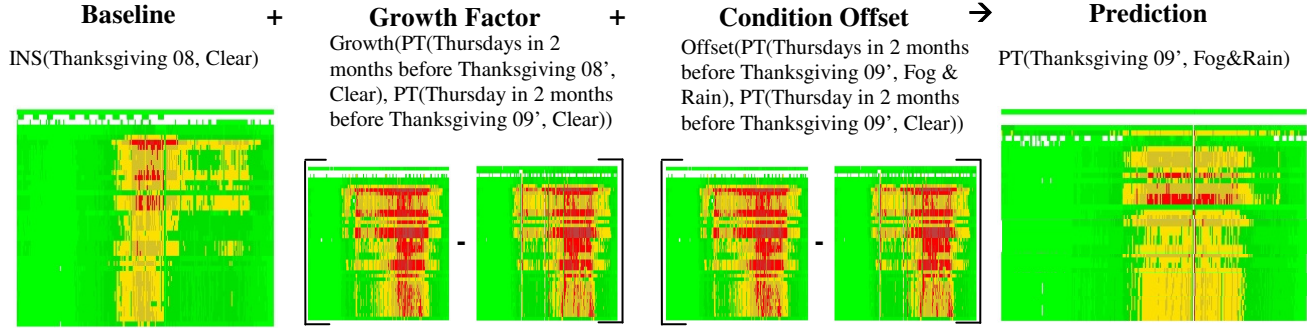 Baseline + Growth Factor + Condition Offset → Prediction
INS(Thanksgiving 08, Clear)
Growth(PT(Thursdays in 2
months before Thanksgiving 08’,
Clear), PT(Thursday in 2 months
before Thanksgiving 09’, Clear))
Offset(PT(Thursdays in 2 months
before Thanksgiving 09’, Fog &
Rain), PT(Thursday in 2 months
before Thanksgiving 09’, Clear))
PT(Thanksgiving 09’, Fog&Rain)
-
-